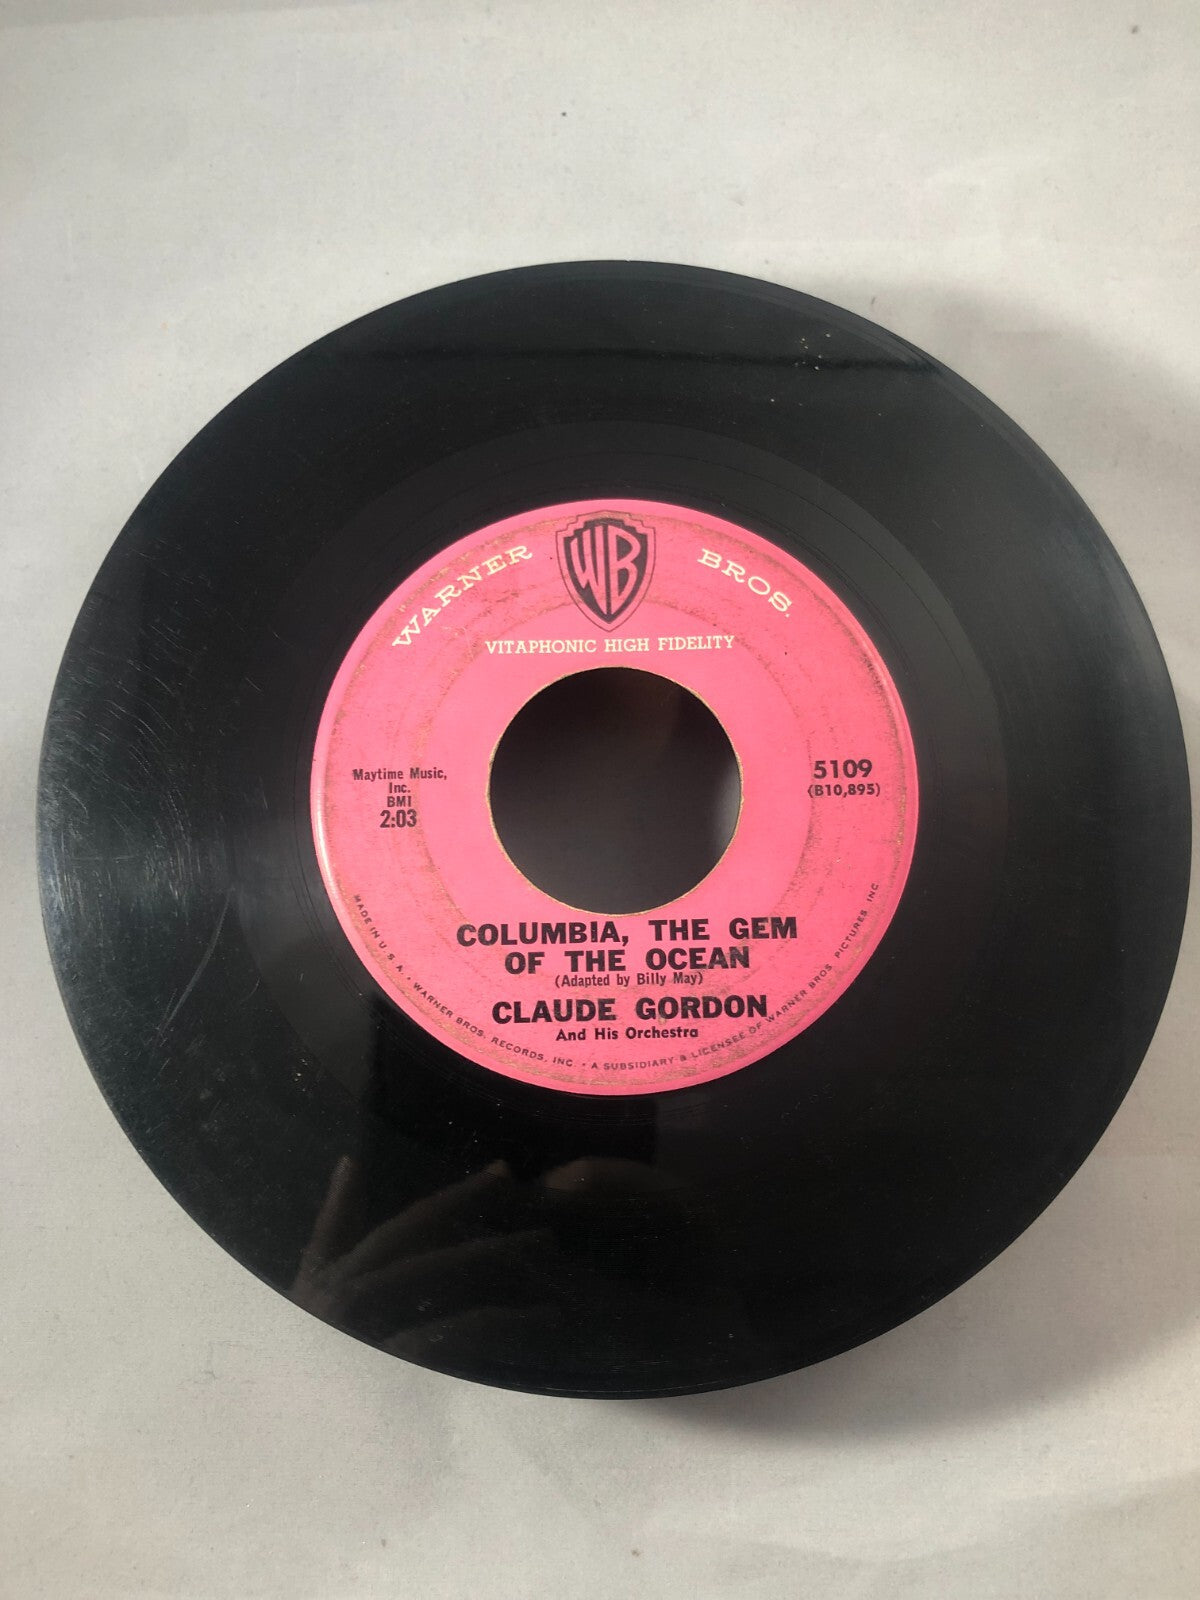 WARNER BROS.
WB
VITAPHONIC HIGH FIDELITY
Maytime Music,
Inc.
BMI
2:03
5109
(B10,895)
COLUMBIA, THE GEM
OF THE OCEAN
(Adapted by Billy May)
CLAUDE GORDON
And His Orchestra
MADE IN U.S.A. • WARNER BROS. RECORDS, INC. • A SUBSIDIARY & LICENSEE OF WARNER BROS. PICTURES, INC.